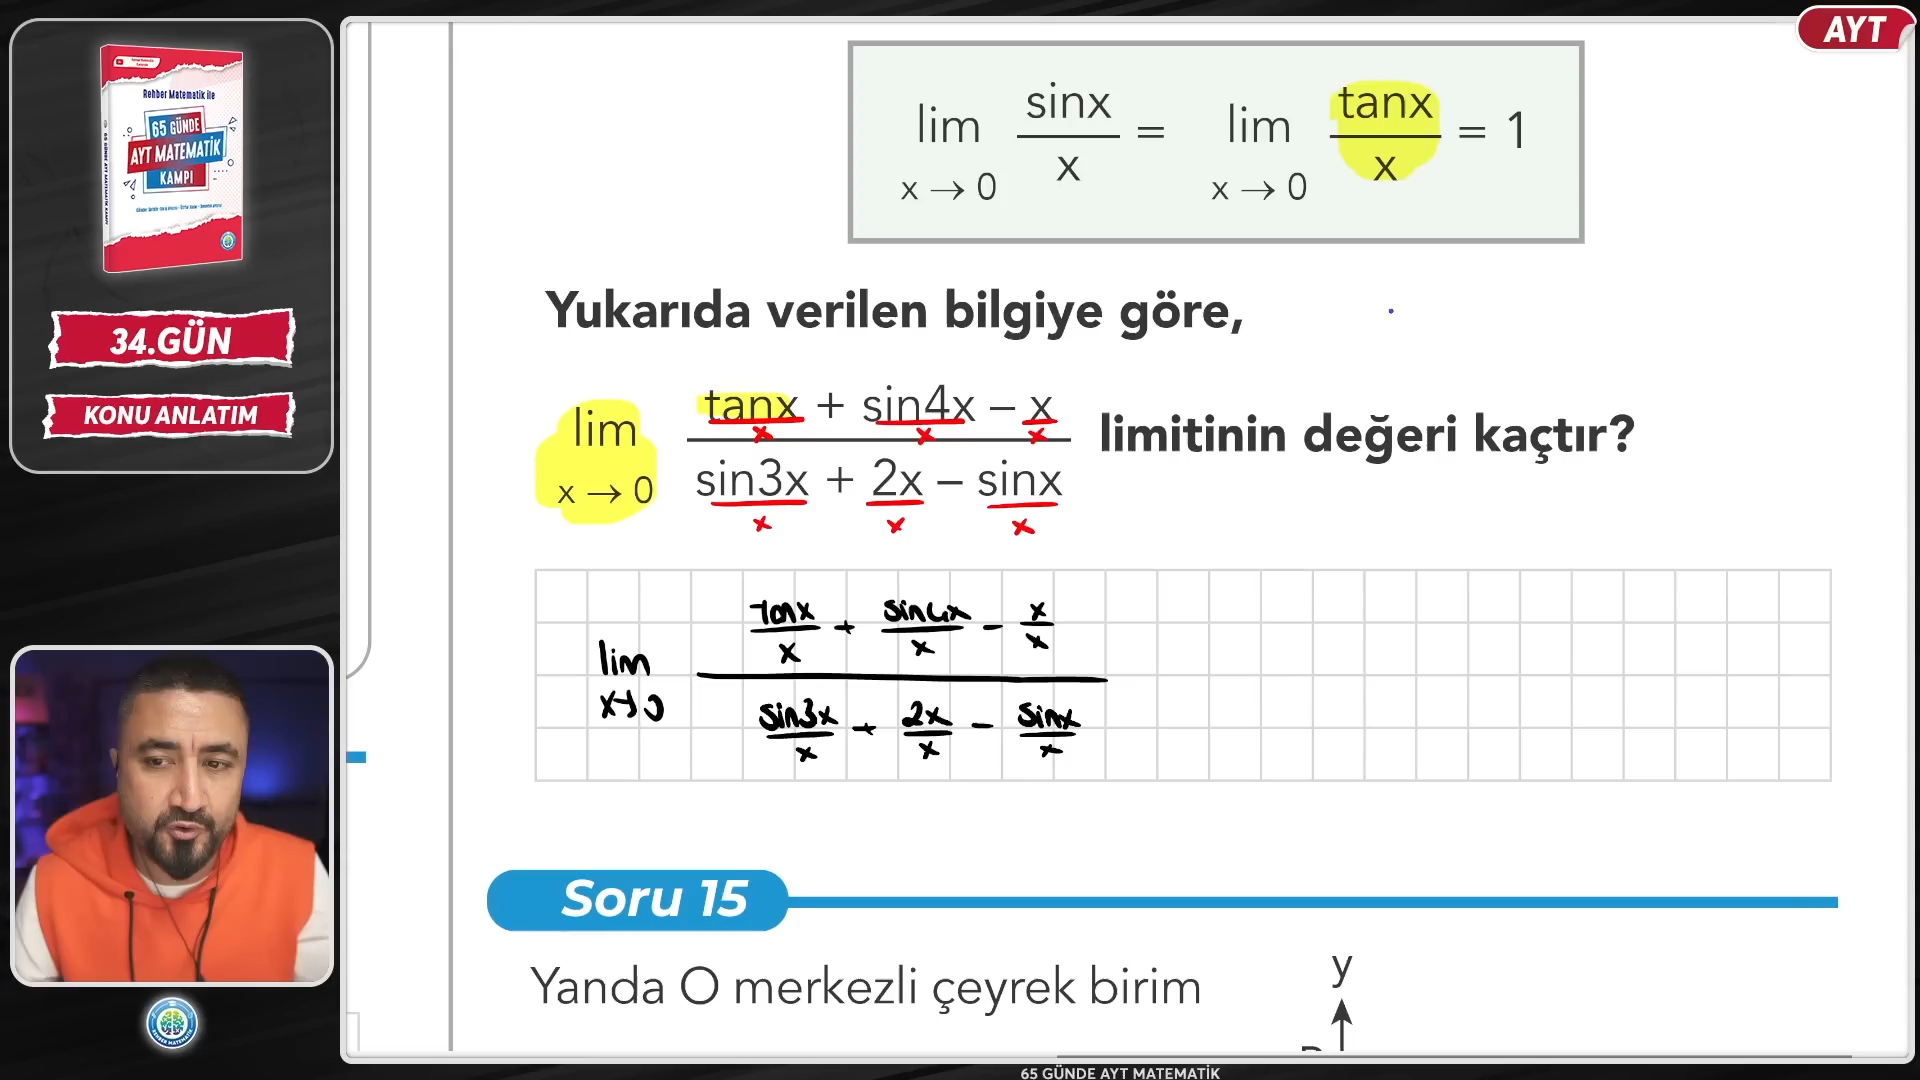 AYT
Rehber Matematik ile
65 GÜNDE
AYT MATEMATİK
KAMPI
34.GÜN
KONU ANLATIM
lim x → 0 sinx / x = lim x → 0 tanx / x = 1
Yukarıda verilen bilgiye göre,
lim x → 0 tanx + sin4x – x / sin3x + 2x – sinx limitinin değeri kaçtır?
x x x
x x x
lim x→0 tanx/x + sin4x/x – x/x
sin3x/x + 2x/x – sinx/x
Soru 15
Yanda O merkezli çeyrek birim
y
REHBER MATEMATİK
65 GÜNDE AYT MATEMATİK